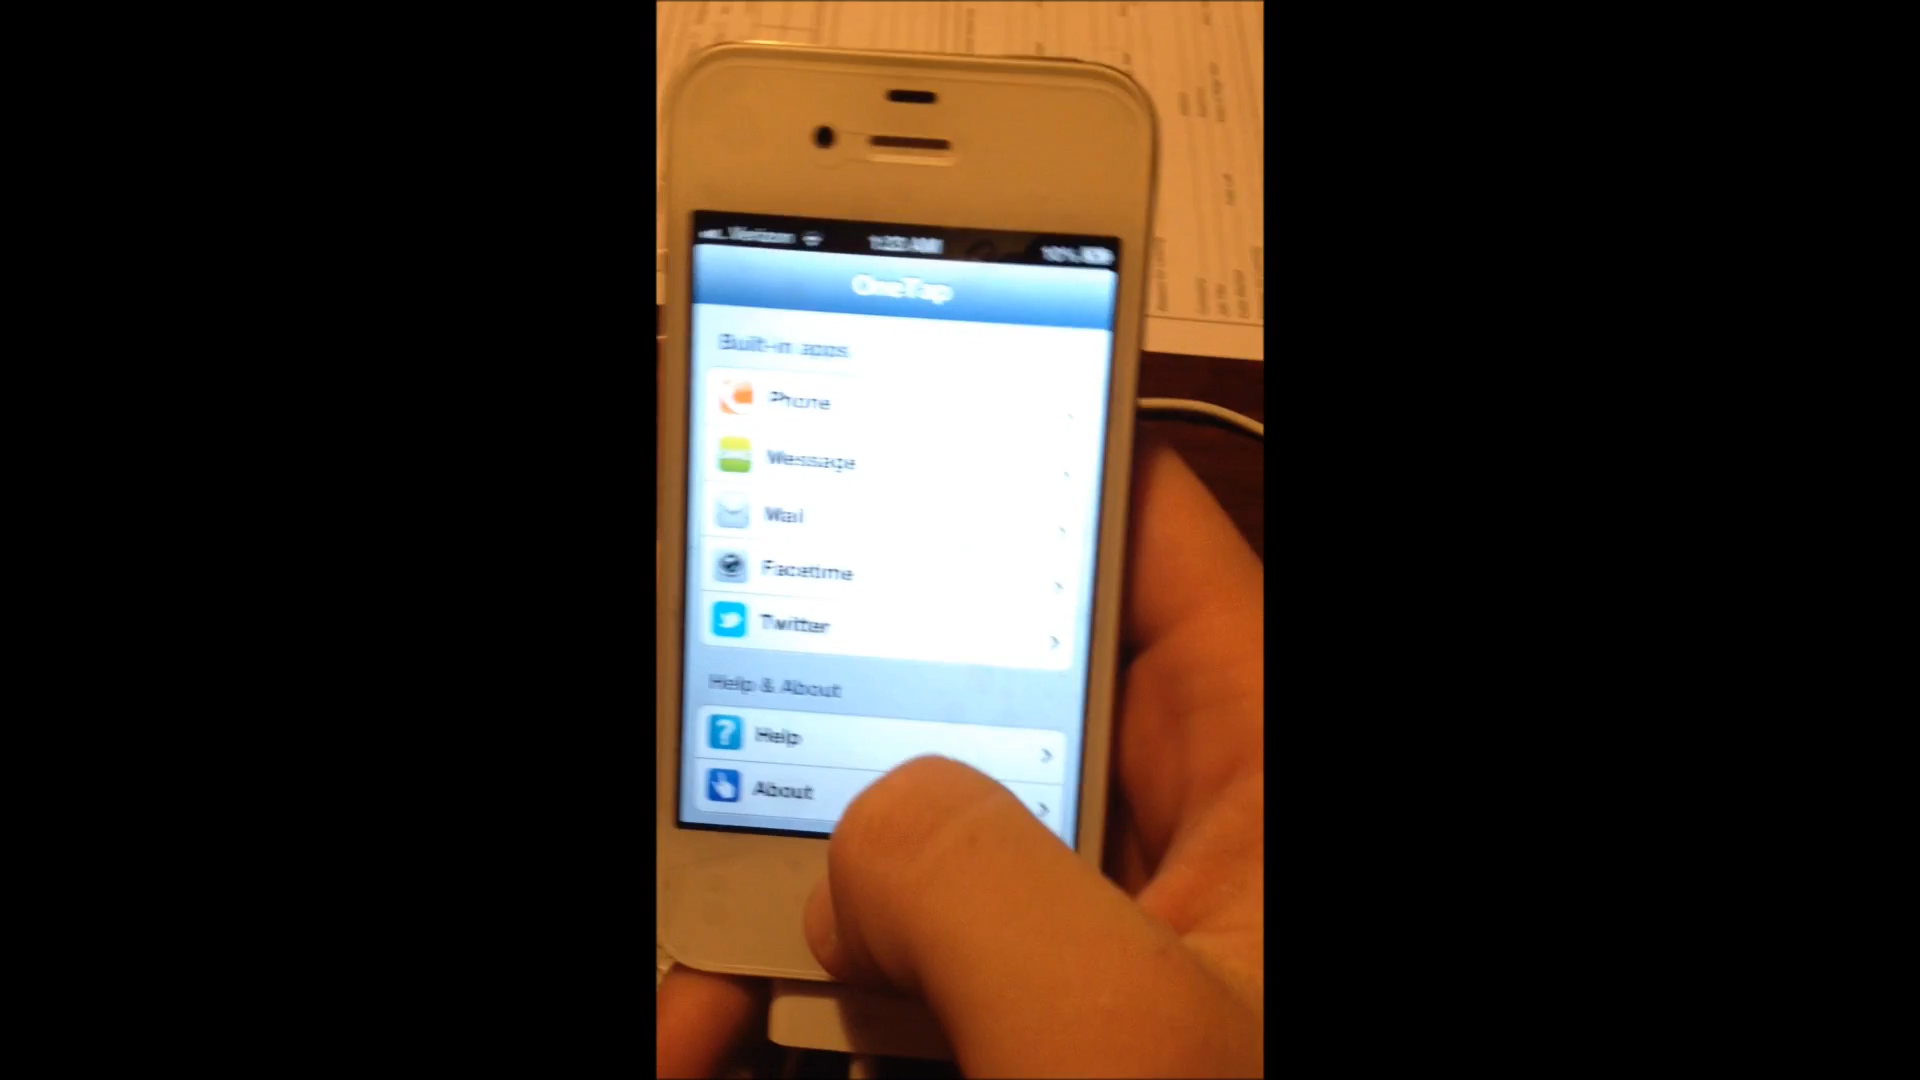 Verizon
OneTap
Built-in apps
Phone
Message
Mail
Facetime
Twitter
Help & About
? Help
About